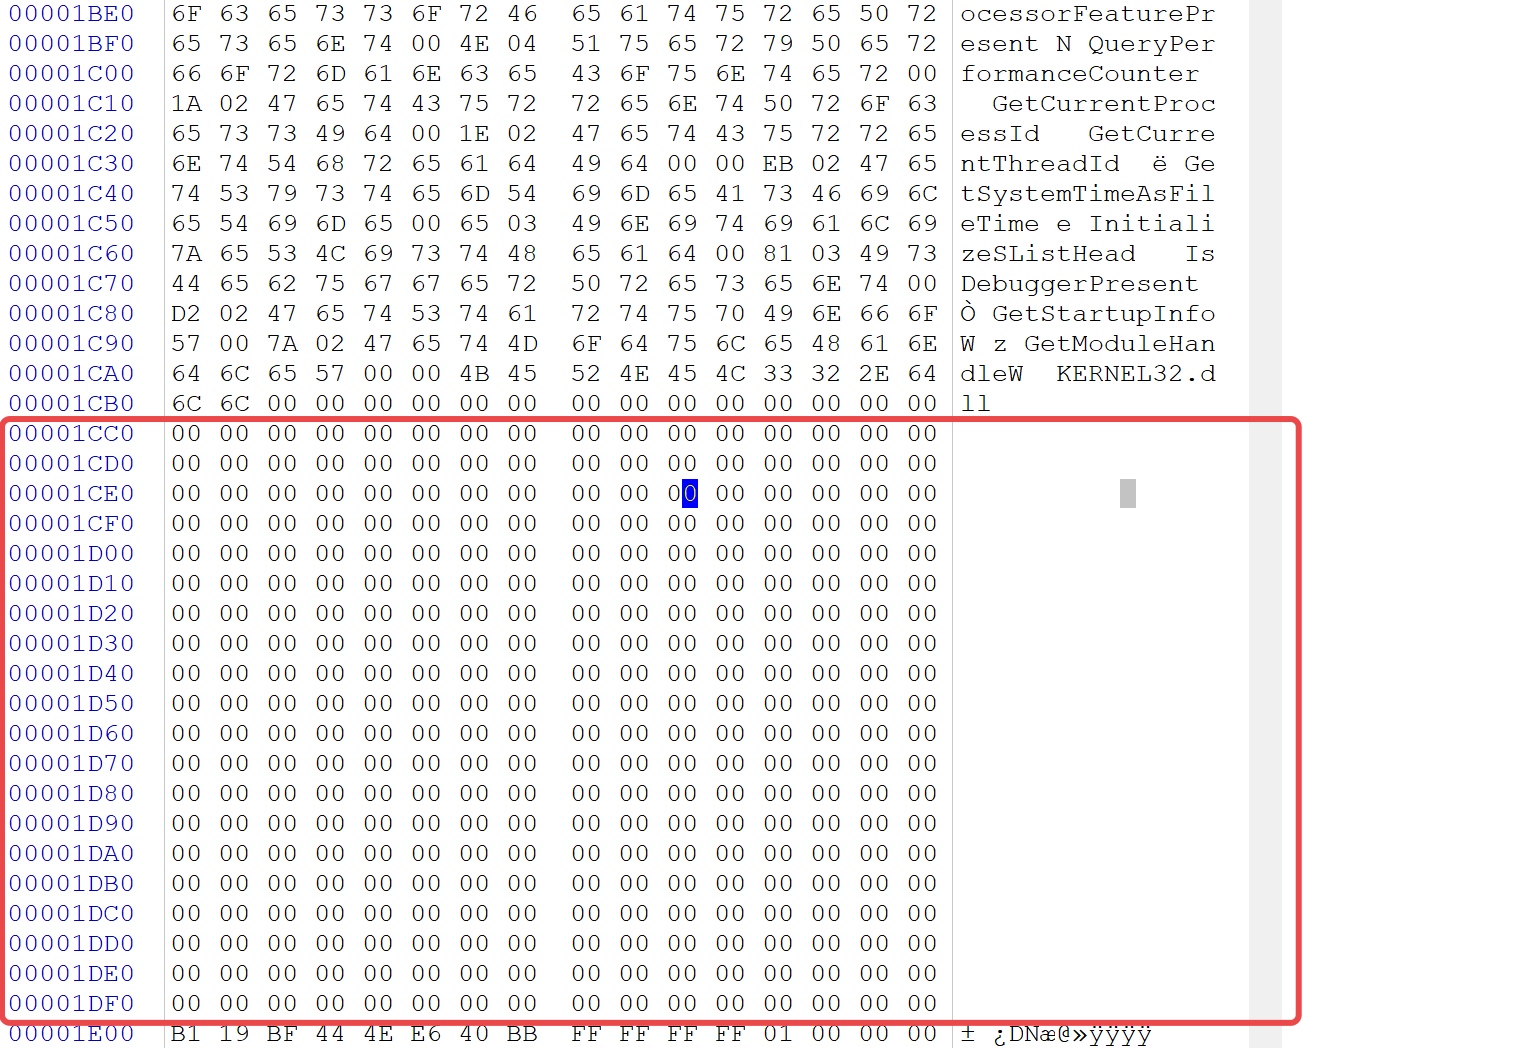 00001BE0 6F 63 65 73 73 6F 72 46 65 61 74 75 72 65 50 72 ocessorFeaturePr
00001BF0 65 73 65 6E 74 00 4E 04 51 75 65 72 79 50 65 72 esent N QueryPer
00001C00 66 6F 72 6D 61 6E 63 65 43 6F 75 6E 74 65 72 00 formanceCounter
00001C10 1A 02 47 65 74 43 75 72 72 65 6E 74 50 72 6F 63 GetCurrentProc
00001C20 65 73 73 49 64 00 1E 02 47 65 74 43 75 72 72 65 essId GetCurre
00001C30 6E 74 54 68 72 65 61 64 49 64 00 00 EB 02 47 65 ntThreadId ë Ge
00001C40 74 53 79 73 74 65 6D 54 69 6D 65 41 73 46 69 6C tSystemTimeAsFil
00001C50 65 54 69 6D 65 00 65 03 49 6E 69 74 69 61 6C 69 eTime e Initiali
00001C60 7A 65 53 4C 69 73 74 48 65 61 64 00 81 03 49 73 zeSListHead Is
00001C70 44 65 62 75 67 67 65 72 50 72 65 73 65 6E 74 00 DebuggerPresent
00001C80 D2 02 47 65 74 53 74 61 72 74 75 70 49 6E 66 6F Ò GetStartupInfo
00001C90 57 00 7A 02 47 65 74 4D 6F 64 75 6C 65 48 61 6E W z GetModuleHan
00001CA0 64 6C 65 57 00 00 4B 45 52 4E 45 4C 33 32 2E 64 dleW KERNEL32.d
00001CB0 6C 6C 00 00 00 00 00 00 00 00 00 00 00 00 00 00 ll
00001CC0 00 00 00 00 00 00 00 00 00 00 00 00 00 00 00 00
00001CD0 00 00 00 00 00 00 00 00 00 00 00 00 00 00 00 00
00001CE0 00 00 00 00 00 00 00 00 00 00 00 00 00 00 00 00
00001CF0 00 00 00 00 00 00 00 00 00 00 00 00 00 00 00 00
00001D00 00 00 00 00 00 00 00 00 00 00 00 00 00 00 00 00
00001D10 00 00 00 00 00 00 00 00 00 00 00 00 00 00 00 00
00001D20 00 00 00 00 00 00 00 00 00 00 00 00 00 00 00 00
00001D30 00 00 00 00 00 00 00 00 00 00 00 00 00 00 00 00
00001D40 00 00 00 00 00 00 00 00 00 00 00 00 00 00 00 00
00001D50 00 00 00 00 00 00 00 00 00 00 00 00 00 00 00 00
00001D60 00 00 00 00 00 00 00 00 00 00 00 00 00 00 00 00
00001D70 00 00 00 00 00 00 00 00 00 00 00 00 00 00 00 00
00001D80 00 00 00 00 00 00 00 00 00 00 00 00 00 00 00 00
00001D90 00 00 00 00 00 00 00 00 00 00 00 00 00 00 00 00
00001DA0 00 00 00 00 00 00 00 00 00 00 00 00 00 00 00 00
00001DB0 00 00 00 00 00 00 00 00 00 00 00 00 00 00 00 00
00001DC0 00 00 00 00 00 00 00 00 00 00 00 00 00 00 00 00
00001DD0 00 00 00 00 00 00 00 00 00 00 00 00 00 00 00 00
00001DE0 00 00 00 00 00 00 00 00 00 00 00 00 00 00 00 00
00001DF0 00 00 00 00 00 00 00 00 00 00 00 00 00 00 00 00
00001E00 B1 19 BF 44 4E E6 40 BB FF FF FF FF 01 00 00 00 ± ¿DNæ@»ÿÿÿÿ